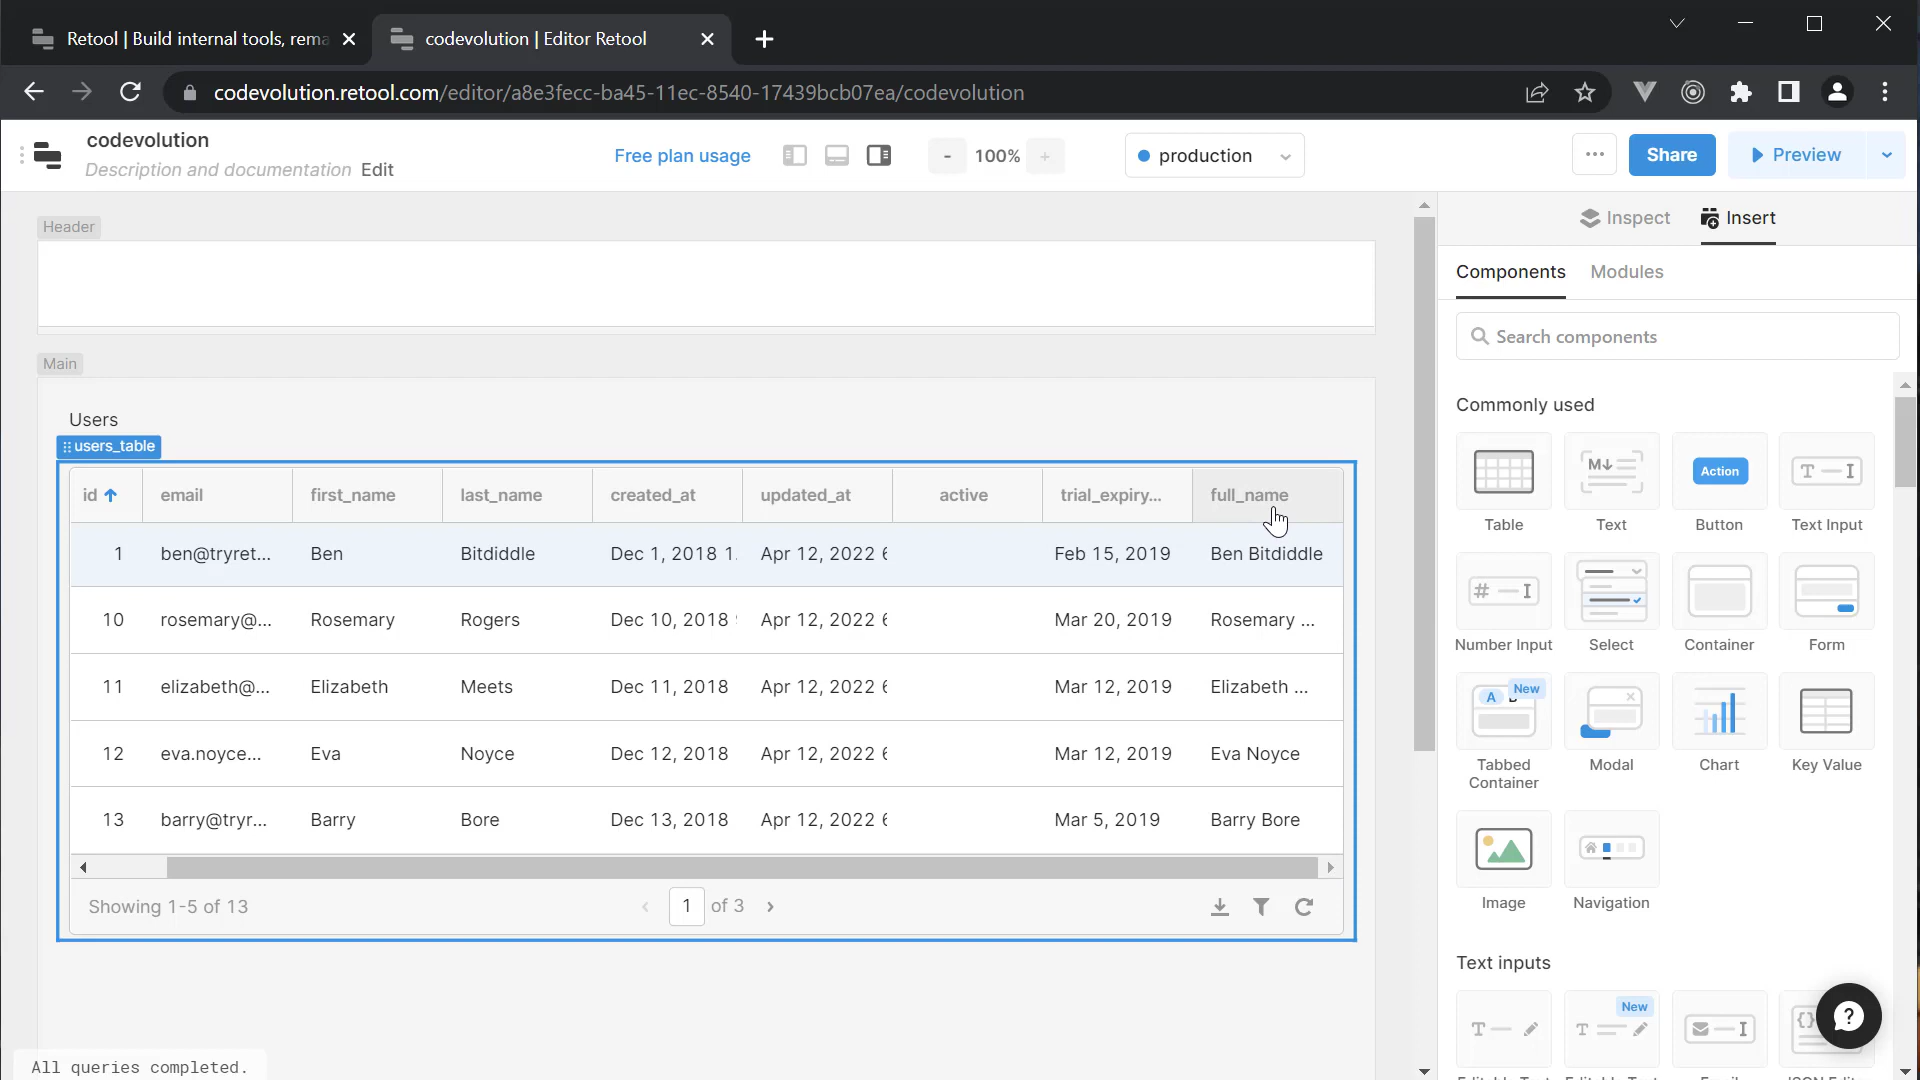 Retool | Build internal tools, rema
codevolution | Editor Retool
codevolution.retool.com/editor/a8e3fecc-ba45-11ec-8540-17439bcb07ea/codevolution
codevolution
Description and documentation Edit
Free plan usage
- 100% +
production
Share
Preview
Inspect
Insert
Components
Modules
Search components
Header
Main
Users
users_table
id email first_name last_name created_at updated_at active trial_expiry... full_name
1 ben@tryret... Ben Bitdiddle Dec 1, 2018 1. Apr 12, 2022 6 Feb 15, 2019 Ben Bitdiddle
10 rosemary@... Rosemary Rogers Dec 10, 2018 Apr 12, 2022 6 Mar 20, 2019 Rosemary ...
11 elizabeth@... Elizabeth Meets Dec 11, 2018 Apr 12, 2022 6 Mar 12, 2019 Elizabeth ...
12 eva.noyce... Eva Noyce Dec 12, 2018 Apr 12, 2022 6 Mar 12, 2019 Eva Noyce
13 barry@tryr... Barry Bore Dec 13, 2018 Apr 12, 2022 6 Mar 5, 2019 Barry Bore
Showing 1-5 of 13
1 of 3
All queries completed.
Commonly used
M↓ Action T I
Table Text Button Text Input
# I
Number Input Select Container Form
A New
Tabbed Container Modal Chart Key Value
Image Navigation
Text inputs
New
T T I {}
?